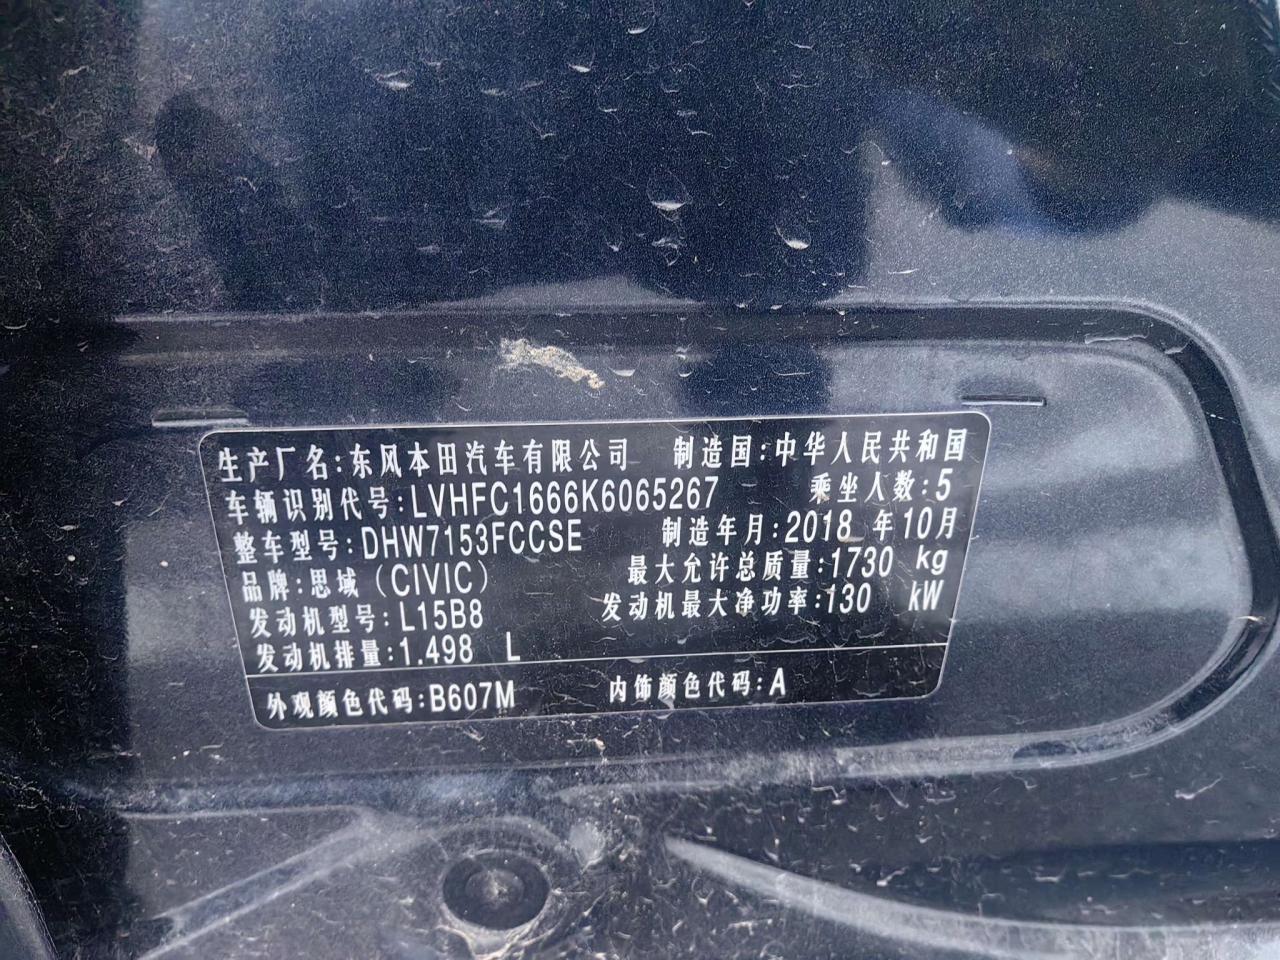 生产厂名:东风本田汽车有限公司 制造国:中华人民共和国
车辆识别代号:LVHFC1666K6065267 乘坐人数:5
整车型号:DHW7153FCCSE 制造年月:2018 年10月
品牌:思域（CIVIC） 最大允许总质量:1730 kg
发动机型号:L15B8 发动机最大净功率:130 kW
发动机排量:1.498 L
外观颜色代码:B607M 内饰颜色代码:A